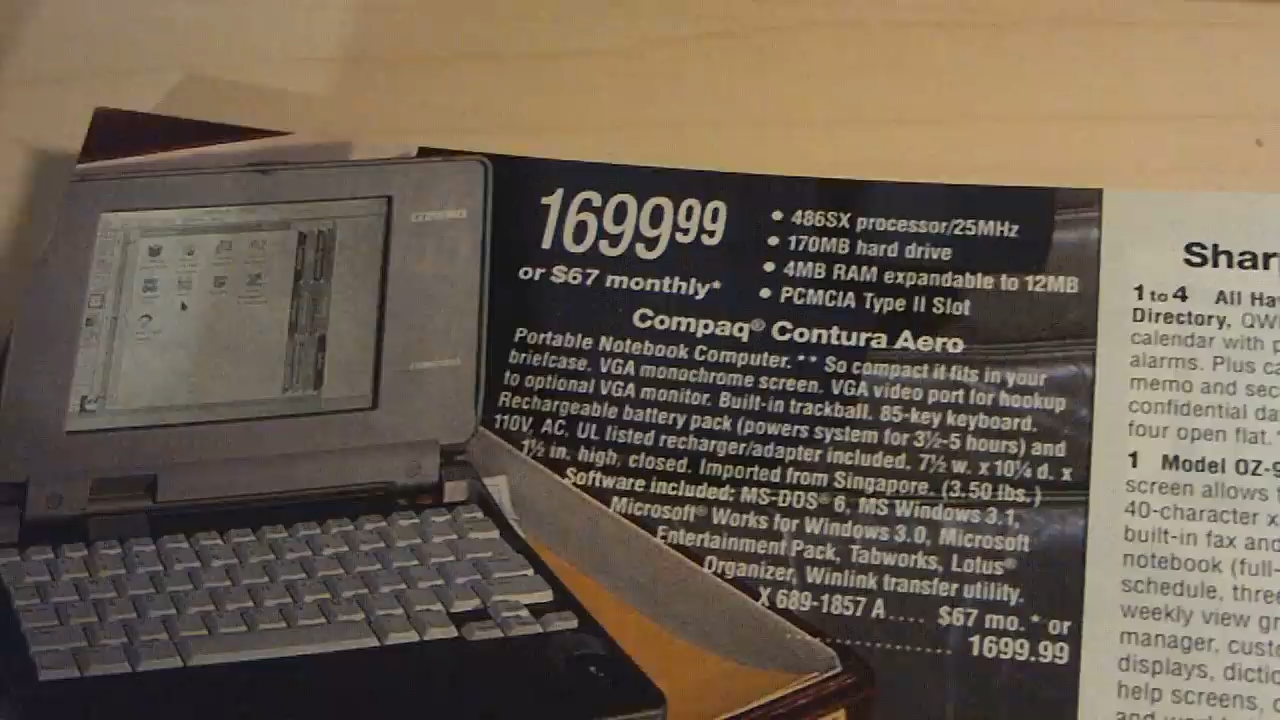 COMPAQ
1699 99
or $67 monthly*
• 486SX processor/25MHz
• 170MB hard drive
• 4MB RAM expandable to 12MB
• PCMCIA Type II Slot
Compaq® Contura Aero
Portable Notebook Computer.** So compact it fits in your
briefcase. VGA monochrome screen. VGA video port for hookup
to optional VGA monitor. Built-in trackball. 85-key keyboard.
Rechargeable battery pack (powers system for 3½-5 hours) and
110V, AC, UL listed recharger/adapter included. 7½ w. x 10¼ d. x
1½ in. high, closed. Imported from Singapore. (3.50 lbs.)
Software included: MS-DOS® 6, MS Windows 3.1,
Microsoft® Works for Windows 3.0, Microsoft
Entertainment Pack, Tabworks, Lotus®
Organizer, Winlink transfer utility.
X 689-1857 A.... $67 mo.* or
.................. 1699.99
Shar
1 to 4 All Ha
Directory, QW
calendar with p
alarms. Plus ca
memo and sec
confidential da
four open flat.
1 Model OZ-9
screen allows
40-character x
built-in fax and
notebook (full-
schedule, three
weekly view gr
manager, custo
displays, dictio
help screens,